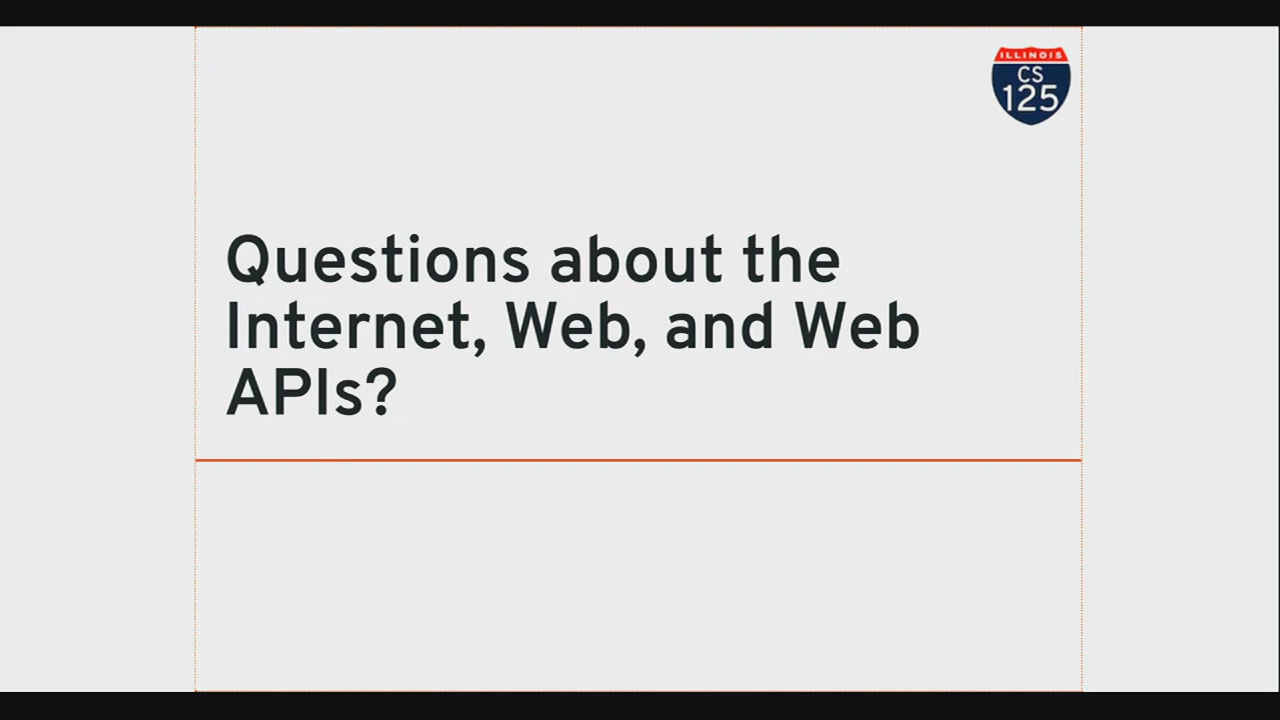 ILLINOIS
CS
125
Questions about the
Internet, Web, and Web
APIs?